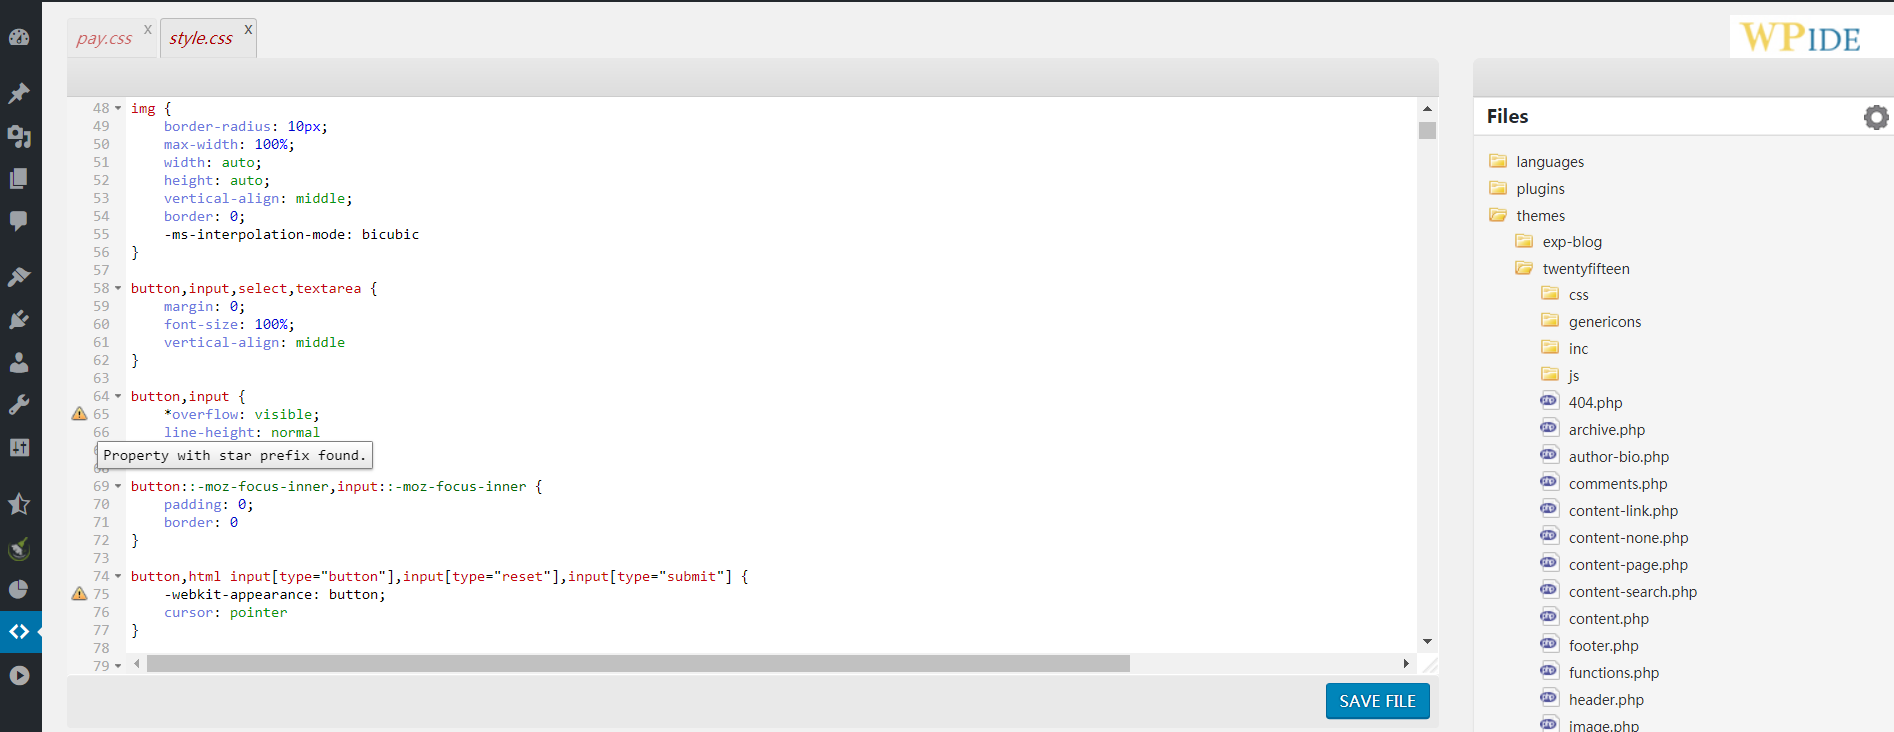 pay.css x
style.css x
WPIDE
48 img {
49 border-radius: 10px;
50 max-width: 100%;
51 width: auto;
52 height: auto;
53 vertical-align: middle;
54 border: 0;
55 -ms-interpolation-mode: bicubic
56 }
57
58 button,input,select,textarea {
59 margin: 0;
60 font-size: 100%;
61 vertical-align: middle
62 }
63
64 button,input {
65 *overflow: visible;
66 line-height: normal
Property with star prefix found.
68
69 button::-moz-focus-inner,input::-moz-focus-inner {
70 padding: 0;
71 border: 0
72 }
73
74 button,html input[type="button"],input[type="reset"],input[type="submit"] {
75 -webkit-appearance: button;
76 cursor: pointer
77 }
78
79
SAVE FILE
Files
languages
plugins
themes
exp-blog
twentyfifteen
css
genericons
inc
js
404.php
archive.php
author-bio.php
comments.php
content-link.php
content-none.php
content-page.php
content-search.php
content.php
footer.php
functions.php
header.php
image.php